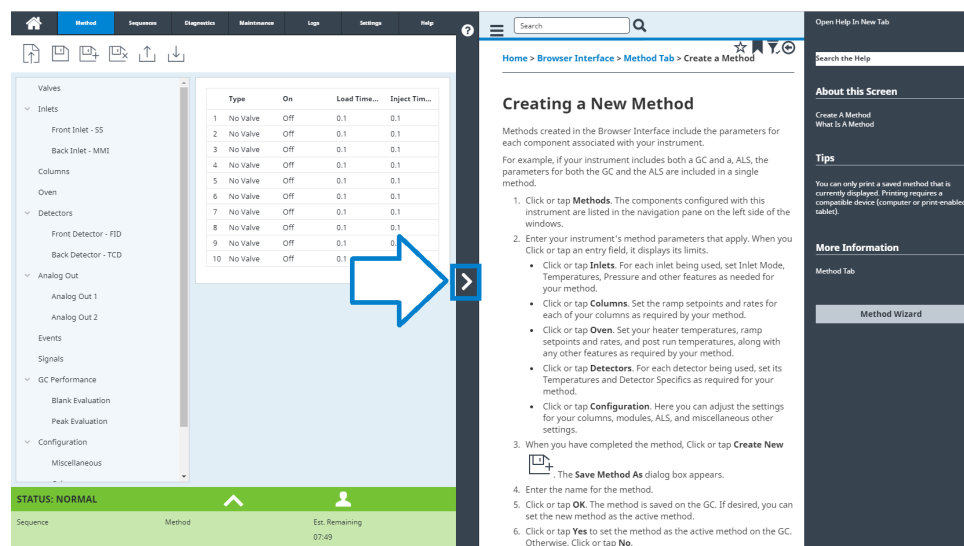 Method Sequences Diagnostics Maintenance Logs Settings Help
?
Valves
Inlets
Front Inlet - SS
Back Inlet - MMI
Columns
Oven
Detectors
Front Detector - FID
Back Detector - TCD
Analog Out
Analog Out 1
Analog Out 2
Events
Signals
GC Performance
Blank Evaluation
Peak Evaluation
Configuration
Miscellaneous
Type On Load Time... Inject Tim...
1 No Valve Off 0.1 0.1
2 No Valve Off 0.1 0.1
3 No Valve Off 0.1 0.1
4 No Valve Off 0.1 0.1
5 No Valve Off 0.1 0.1
6 No Valve Off 0.1 0.1
7 No Valve Off 0.1 0.1
8 No Valve Off 0.1 0.1
9 No Valve Off 0.1
10 No Valve Off 0.1
STATUS: NORMAL
Sequence Method Est. Remaining
07:49
Search
Home > Browser Interface > Method Tab > Create a Method
Creating a New Method
Methods created in the Browser Interface include the parameters for
each component associated with your instrument.
For example, if your instrument includes both a GC and a, ALS, the
parameters for both the GC and the ALS are included in a single
method.
1. Click or tap Methods. The components configured with this
instrument are listed in the navigation pane on the left side of the
windows.
2. Enter your instrument's method parameters that apply. When you
Click or tap an entry field, it displays its limits.
• Click or tap Inlets. For each inlet being used, set Inlet Mode,
Temperatures, Pressure and other features as needed for
your method.
• Click or tap Columns. Set the ramp setpoints and rates for
each of your columns as required by your method.
• Click or tap Oven. Set your heater temperatures, ramp
setpoints and rates, and post run temperatures, along with
any other features as required by your method.
• Click or tap Detectors. For each detector being used, set its
Temperatures and Detector Specifics as required for your
method.
• Click or tap Configuration. Here you can adjust the settings
for your columns, modules, ALS, and miscellaneous other
settings.
3. When you have completed the method, Click or tap Create New
. The Save Method As dialog box appears.
4. Enter the name for the method.
5. Click or tap OK. The method is saved on the GC. If desired, you can
set the new method as the active method.
6. Click or tap Yes to set the method as the active method on the GC.
Otherwise, Click or tap No.
Open Help In New Tab
Search the Help
About this Screen
Create A Method
What Is A Method
Tips
You can only print a saved method that is
currently displayed. Printing requires a
compatible device (computer or print-enabled
tablet).
More Information
Method Tab
Method Wizard